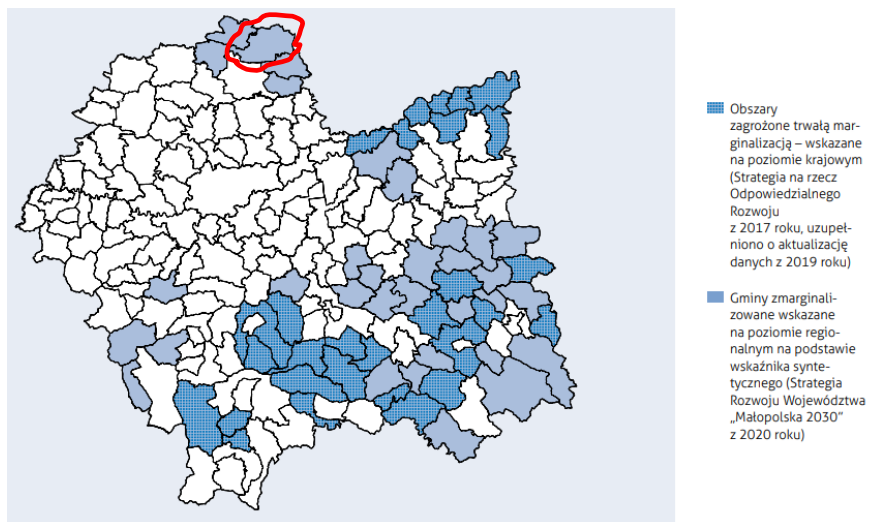 Obszary
zagrożone trwałą mar-
ginalizacją – wskazane
na poziomie krajowym
(Strategia na rzecz
Odpowiedzialnego
Rozwoju
z 2017 roku, uzupeł-
niono o aktualizację
danych z 2019 roku)
Gminy zmarginali-
zowane wskazane
na poziomie regio-
nalnym na podstawie
wskaźnika synte-
tycznego (Strategia
Rozwoju Województwa
„Małopolska 2030”
z 2020 roku)